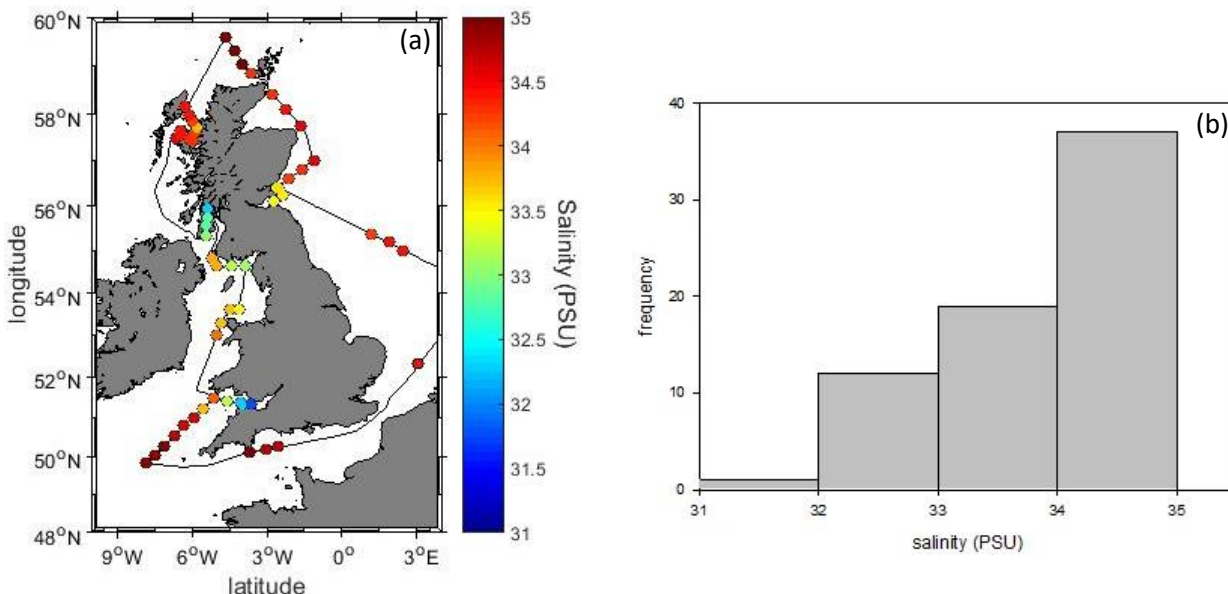 (a)
60°N
58°N
56°N
54°N
52°N
50°N
48°N
longitude
9°W
6°W
3°W
0°
3°E
latitude
35
34.5
34
33.5
33
32.5
32
31.5
31
Salinity (PSU)
(b)
40
30
20
10
0
frequency
31
32
33
34
35
salinity (PSU)